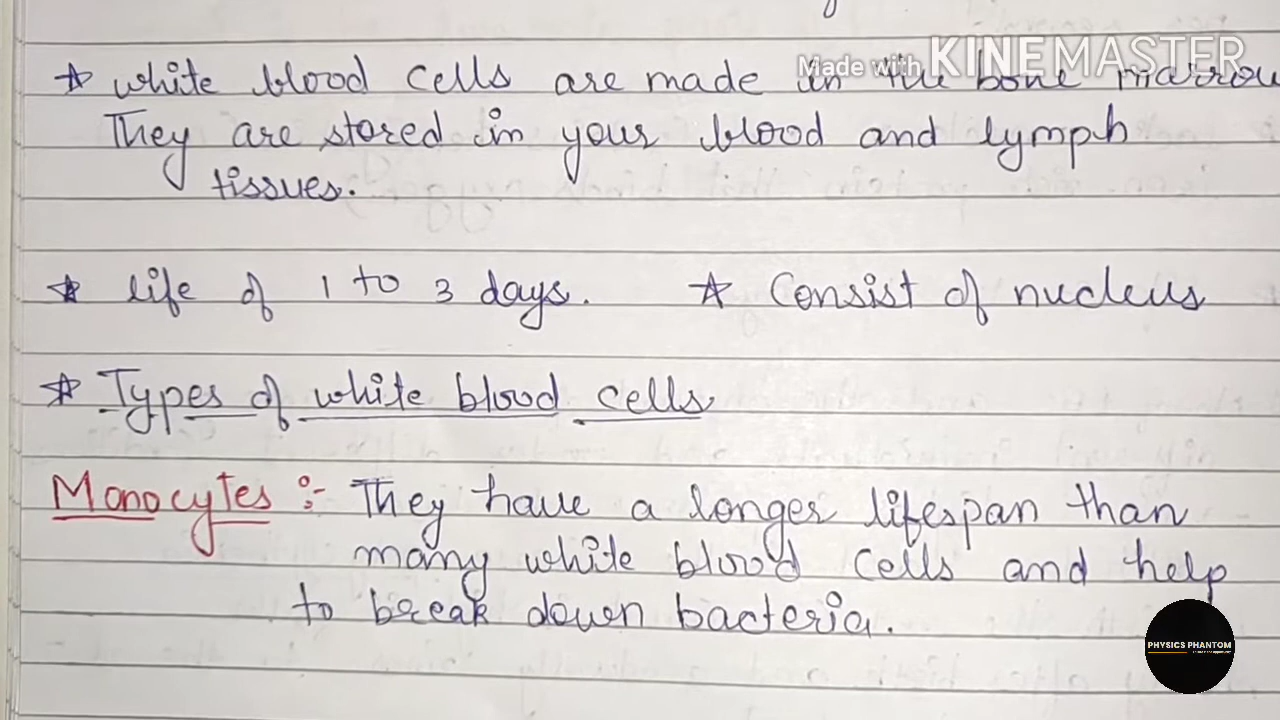 Made with KINEMASTER
☆ white blood cells are made in the bone marrow
They are stored in your blood and lymph
tissues.
☆ life of 1 to 3 days. ☆ Consist of nucleus
☆ Types of white blood cells
Monocytes :- They have a longer lifespan than
many white blood cells and help
to break down bacteria.
PHYSICS PHANTOM